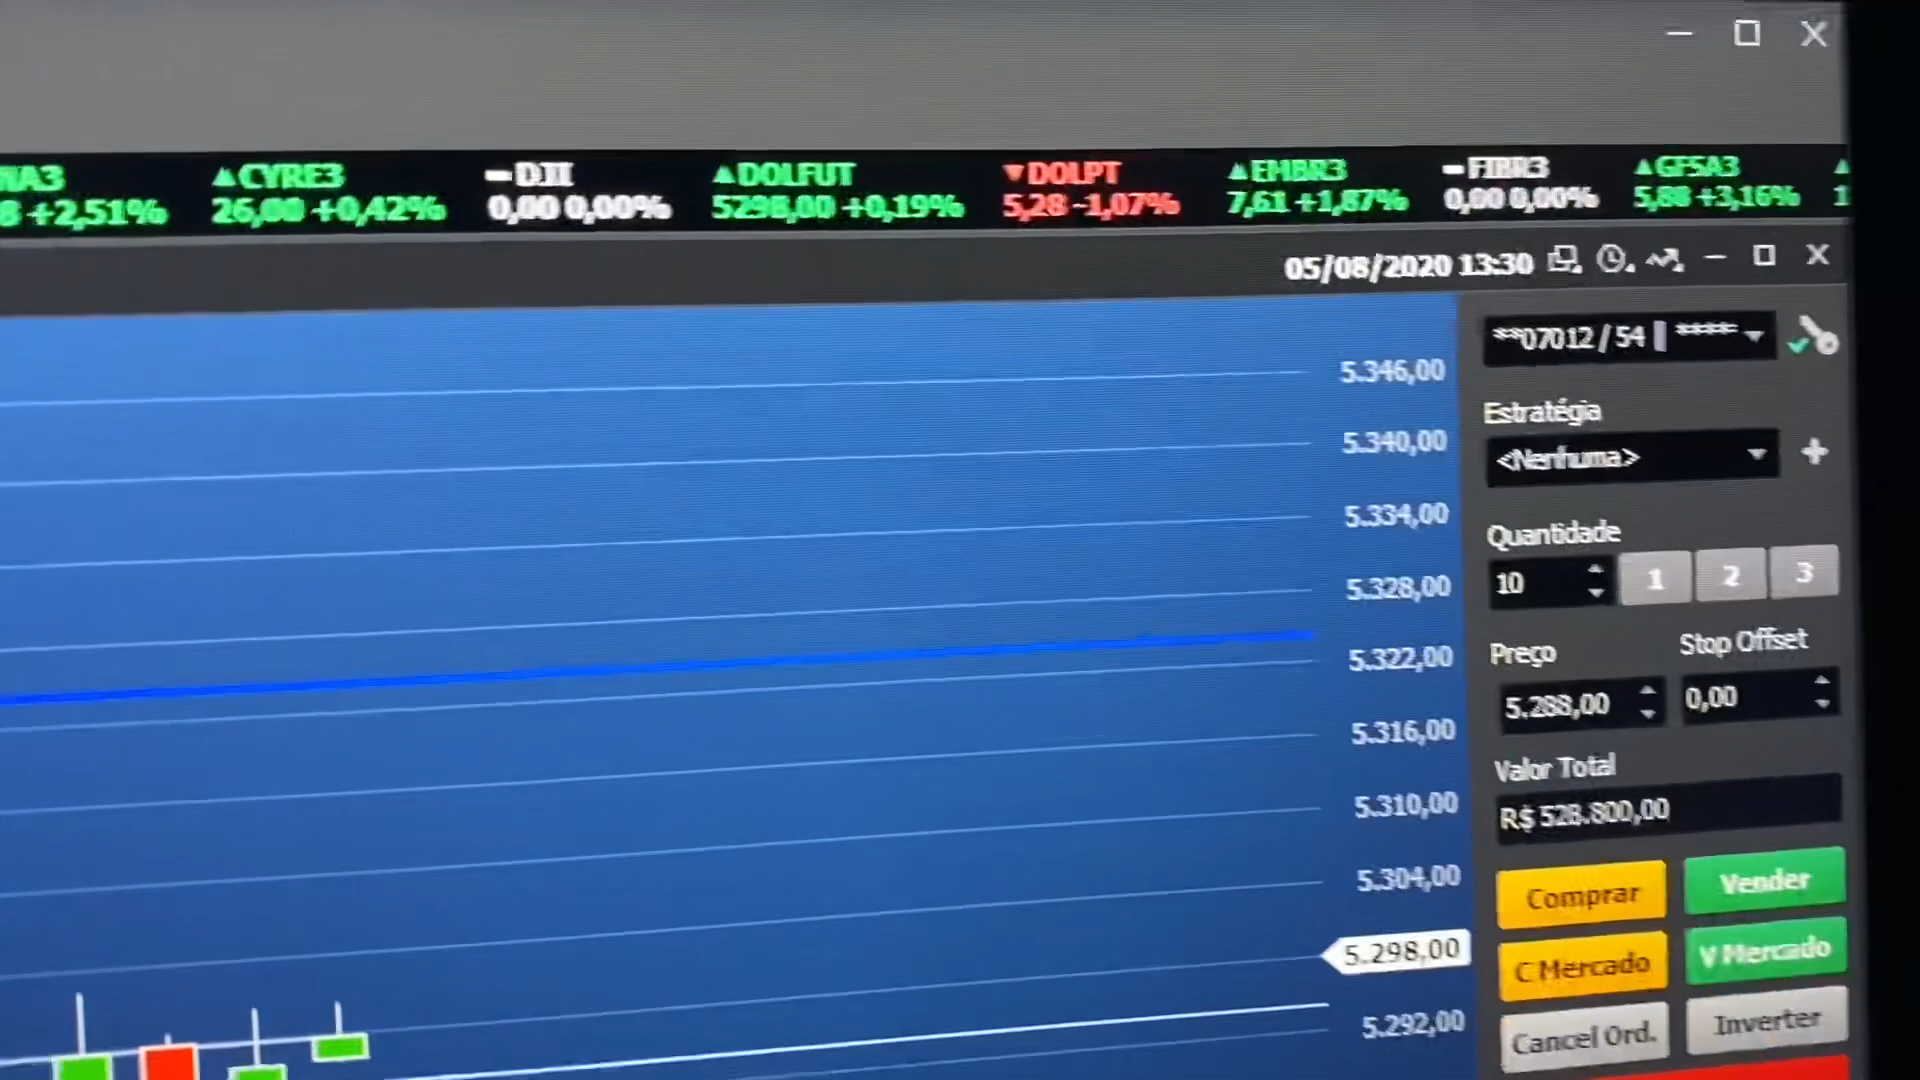 ▲CYRE3 ▬DJI ▲DOLFUT ▼DOLPT ▲EMBR3 ▬FIBR3 ▲GFSA3
+2,51% 26,00 +0,42% 0,00 0,00% 5298,00 +0,19% 5,28 -1,07% 7,61 +1,87% 0,00 0,00% 5,88 +3,16%
05/08/2020 13:30
**07012 / 54 | ****
Estratégia
<Nenhuma>
Quantidade
10 1 2 3
Preço Stop Offset
5.288,00 0,00
Valor Total
R$ 528.800,00
Comprar Vender
C Mercado V Mercado
Cancel Ord. Inverter
5.346,00
5.340,00
5.334,00
5.328,00
5.322,00
5.316,00
5.310,00
5.304,00
5.298,00
5.292,00